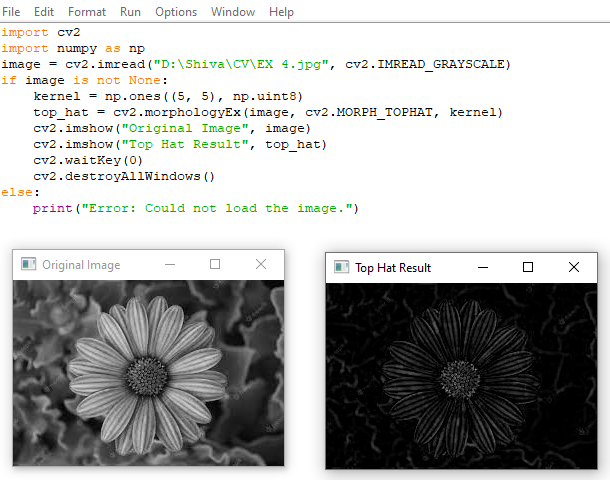 File Edit Format Run Options Window Help
import cv2
import numpy as np
image = cv2.imread("D:\Shiva\CV\EX 4.jpg", cv2.IMREAD_GRAYSCALE)
if image is not None:
    kernel = np.ones((5, 5), np.uint8)
    top_hat = cv2.morphologyEx(image, cv2.MORPH_TOPHAT, kernel)
    cv2.imshow("Original Image", image)
    cv2.imshow("Top Hat Result", top_hat)
    cv2.waitKey(0)
    cv2.destroyAllWindows()
else:
    print("Error: Could not load the image.")
Original Image
Top Hat Result